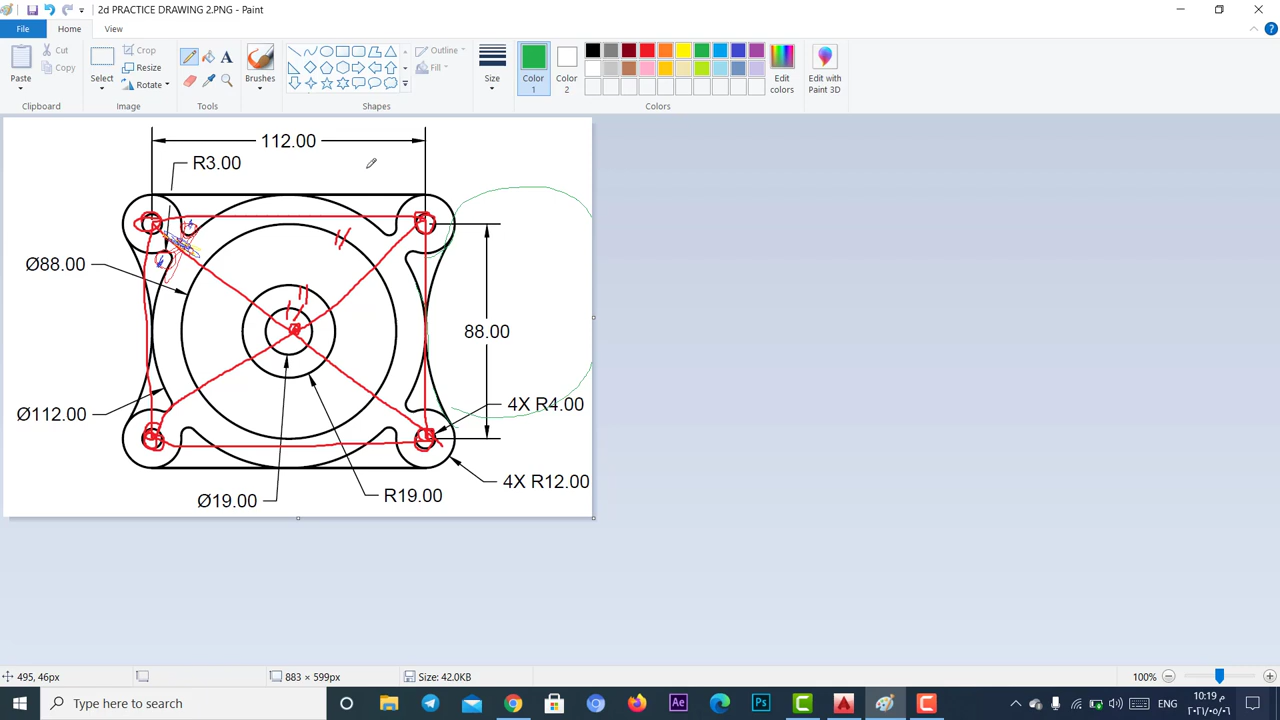 2d PRACTICE DRAWING 2.PNG - Paint
File Home View
Paste
Cut
Copy
Clipboard
Select
Crop
Resize
Rotate
Image
Tools
Brushes
Outline
Fill
Shapes
Size
Color 1
Color 2
Edit colors
Colors
Edit with Paint 3D
112.00
R3.00
Ø88.00
88.00
4X R4.00
Ø112.00
4X R12.00
R19.00
Ø19.00
495, 46px
883 × 599px
Size: 42.0KB
100%
Type here to search
Ae
Ps
ENG
10:19 م